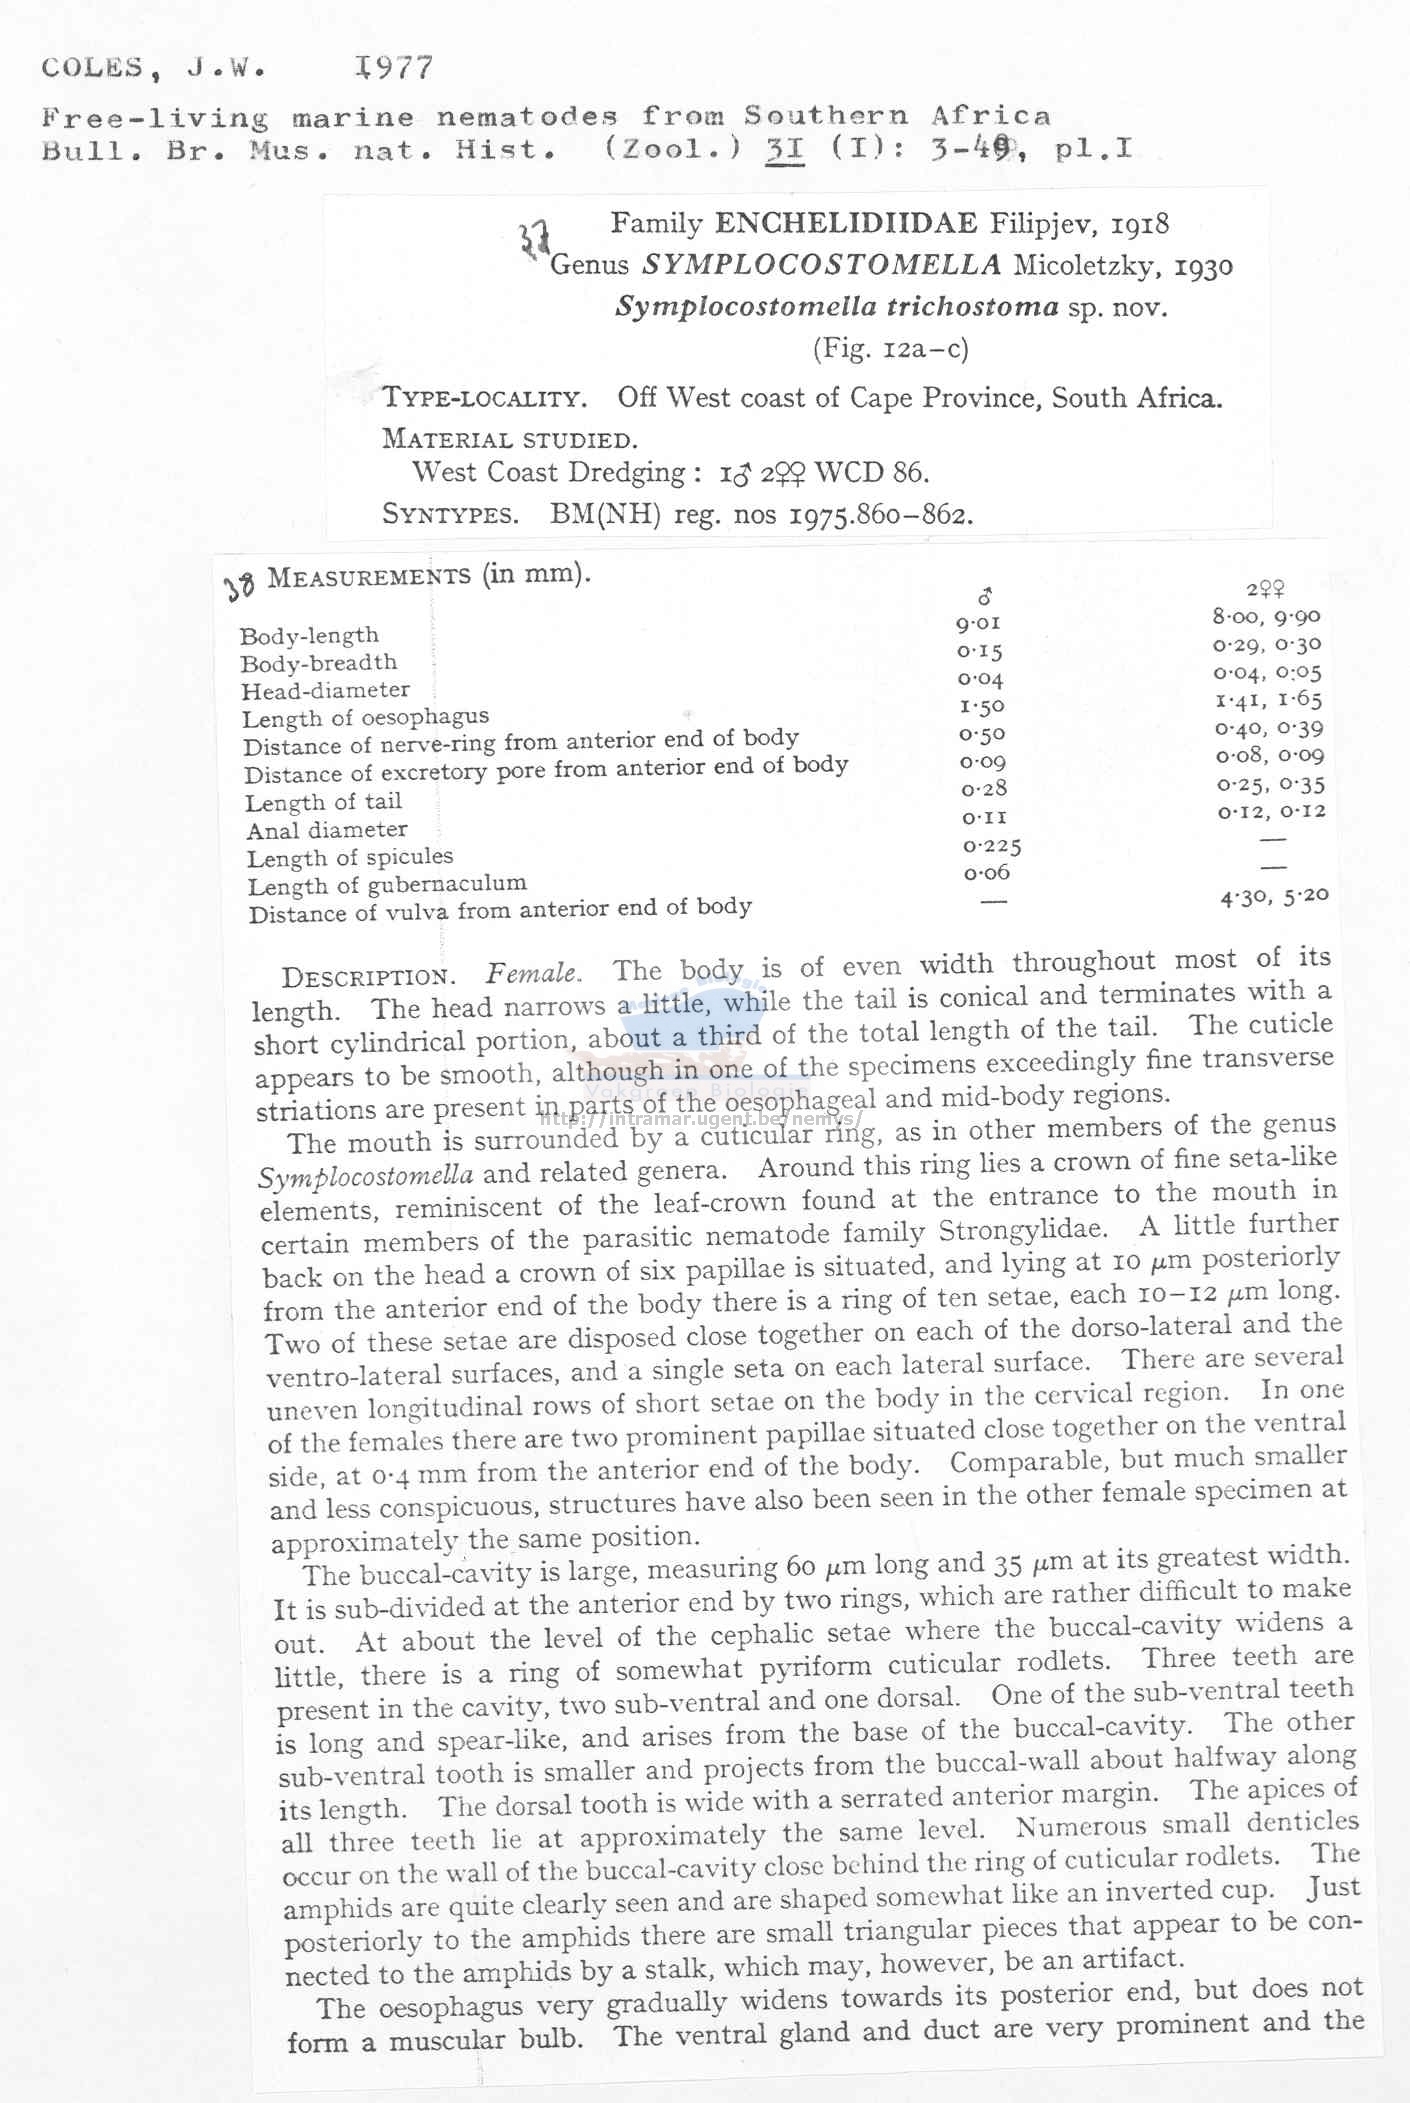 COLES, J.W. 1977
Free-living marine nematodes from Southern Africa
Bull. Br. Mus. nat. Hist. (Zool.) 3I (I): 3-49, pl.I
37
Family ENCHELIDIIDAE Filipjev, 1918
Genus SYMPLOCOSTOMELLA Micoletzky, 1930
Symplocostomella trichostoma sp. nov.
(Fig. 12a–c)
TYPE-LOCALITY. Off West coast of Cape Province, South Africa.
MATERIAL STUDIED.
West Coast Dredging : 1♂ 2♀♀ WCD 86.
SYNTYPES. BM(NH) reg. nos 1975.860–862.
38 MEASUREMENTS (in mm).
♂ 2♀♀
Body-length 9·01 8·00, 9·90
Body-breadth 0·15 0·29, 0·30
Head-diameter 0·04 0·04, 0:05
Length of oesophagus 1·50 1·41, 1·65
Distance of nerve-ring from anterior end of body 0·50 0·40, 0·39
Distance of excretory pore from anterior end of body 0·09 0·08, 0·09
Length of tail 0·28 0·25, 0·35
Anal diameter 0·11 0·12, 0·12
Length of spicules 0·225 —
Length of gubernaculum 0·06 —
Distance of vulva from anterior end of body — 4·30, 5·20
DESCRIPTION. Female. The body is of even width throughout most of its
length. The head narrows a little, while the tail is conical and terminates with a
short cylindrical portion, about a third of the total length of the tail. The cuticle
appears to be smooth, although in one of the specimens exceedingly fine transverse
striations are present in parts of the oesophageal and mid-body regions.
Vakgroep Biologie
http://intramar.ugent.be/nemys/
The mouth is surrounded by a cuticular ring, as in other members of the genus
Symplocostomella and related genera. Around this ring lies a crown of fine seta-like
elements, reminiscent of the leaf-crown found at the entrance to the mouth in
certain members of the parasitic nematode family Strongylidae. A little further
back on the head a crown of six papillae is situated, and lying at 10 μm posteriorly
from the anterior end of the body there is a ring of ten setae, each 10–12 μm long.
Two of these setae are disposed close together on each of the dorso-lateral and the
ventro-lateral surfaces, and a single seta on each lateral surface. There are several
uneven longitudinal rows of short setae on the body in the cervical region. In one
of the females there are two prominent papillae situated close together on the ventral
side, at 0·4 mm from the anterior end of the body. Comparable, but much smaller
and less conspicuous, structures have also been seen in the other female specimen at
approximately the same position.
The buccal-cavity is large, measuring 60 μm long and 35 μm at its greatest width.
It is sub-divided at the anterior end by two rings, which are rather difficult to make
out. At about the level of the cephalic setae where the buccal-cavity widens a
little, there is a ring of somewhat pyriform cuticular rodlets. Three teeth are
present in the cavity, two sub-ventral and one dorsal. One of the sub-ventral teeth
is long and spear-like, and arises from the base of the buccal-cavity. The other
sub-ventral tooth is smaller and projects from the buccal-wall about halfway along
its length. The dorsal tooth is wide with a serrated anterior margin. The apices of
all three teeth lie at approximately the same level. Numerous small denticles
occur on the wall of the buccal-cavity close behind the ring of cuticular rodlets. The
amphids are quite clearly seen and are shaped somewhat like an inverted cup. Just
posteriorly to the amphids there are small triangular pieces that appear to be con-
nected to the amphids by a stalk, which may, however, be an artifact.
The oesophagus very gradually widens towards its posterior end, but does not
form a muscular bulb. The ventral gland and duct are very prominent and the